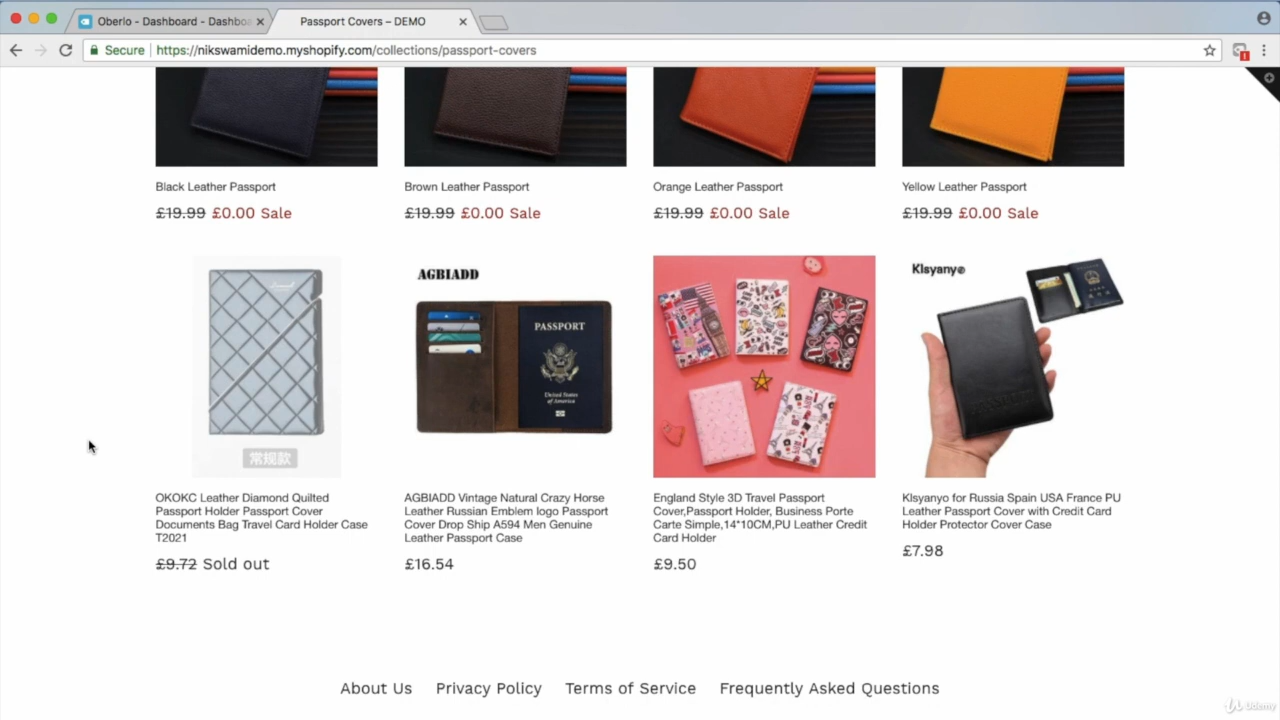 Oberlo - Dashboard - Dashbo
Passport Covers – DEMO
Secure
https://nikswamidemo.myshopify.com/collections/passport-covers
Black Leather Passport
Brown Leather Passport
Orange Leather Passport
Yellow Leather Passport
£19.99 £0.00 Sale
£19.99 £0.00 Sale
£19.99 £0.00 Sale
£19.99 £0.00 Sale
常规款
AGBIADD
PASSPORT
United States
of America
Klsyany®
OKOKC Leather Diamond Quilted
Passport Holder Passport Cover
Documents Bag Travel Card Holder Case
T2021
£9.72 Sold out
AGBIADD Vintage Natural Crazy Horse
Leather Russian Emblem logo Passport
Cover Drop Ship A594 Men Genuine
Leather Passport Case
£16.54
England Style 3D Travel Passport
Cover,Passport Holder, Business Porte
Carte Simple,14*10CM,PU Leather Credit
Card Holder
£9.50
Klsyanyo for Russia Spain USA France PU
Leather Passport Cover with Credit Card
Holder Protector Cover Case
£7.98
About Us
Privacy Policy
Terms of Service
Frequently Asked Questions
Udemy